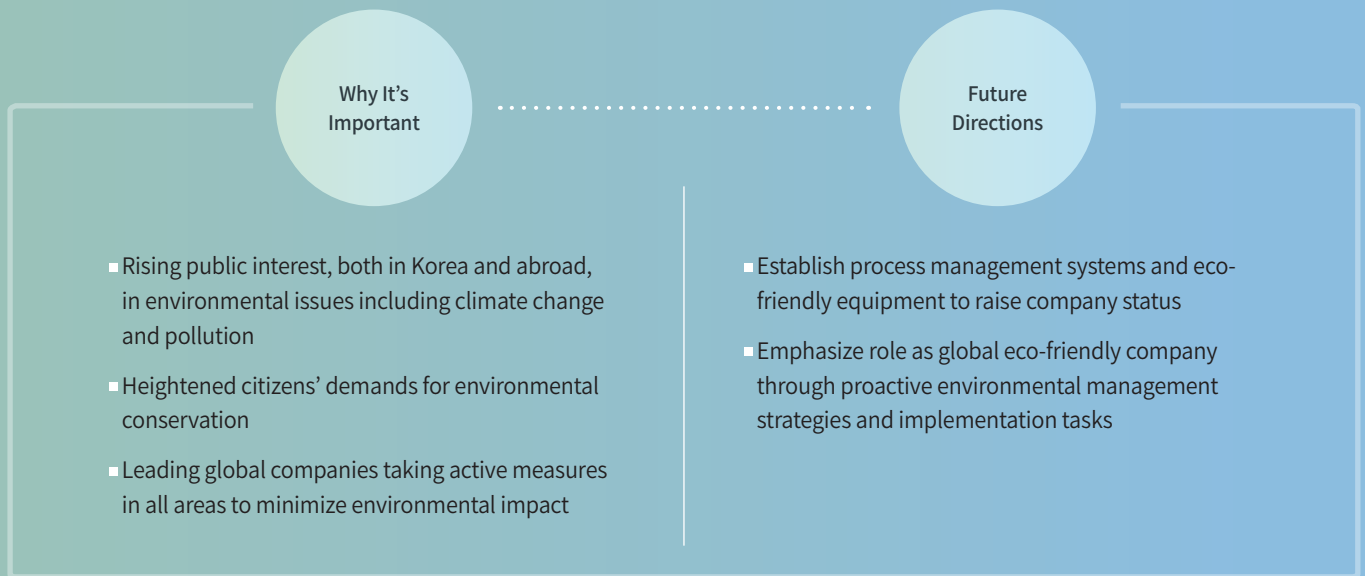 Why It’s
Important
Rising public interest, both in Korea and abroad,
in environmental issues including climate change
and pollution
Heightened citizens’ demands for environmental
conservation
Leading global companies taking active measures
in all areas to minimize environmental impact
Future
Directions
Establish process management systems and eco-
friendly equipment to raise company status
Emphasize role as global eco-friendly company
through proactive environmental management
strategies and implementation tasks